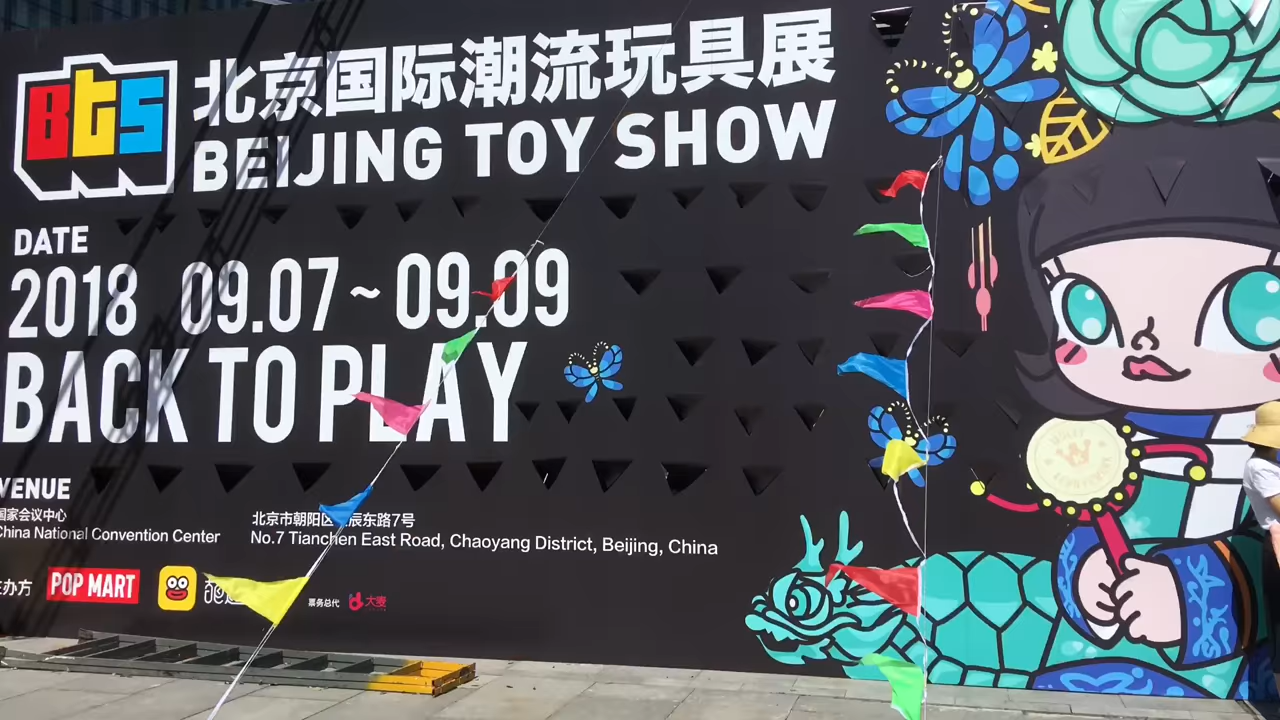 BTS
北京国际潮流玩具展
BEIJING TOY SHOW
DATE
2018 09.07~09.09
BACK TO PLAY
VENUE
国家会议中心
China National Convention Center
北京市朝阳区 辰东路7号
No.7 Tianchen East Road, Chaoyang District, Beijing, China
办方
POP MART
票务总代
大麦